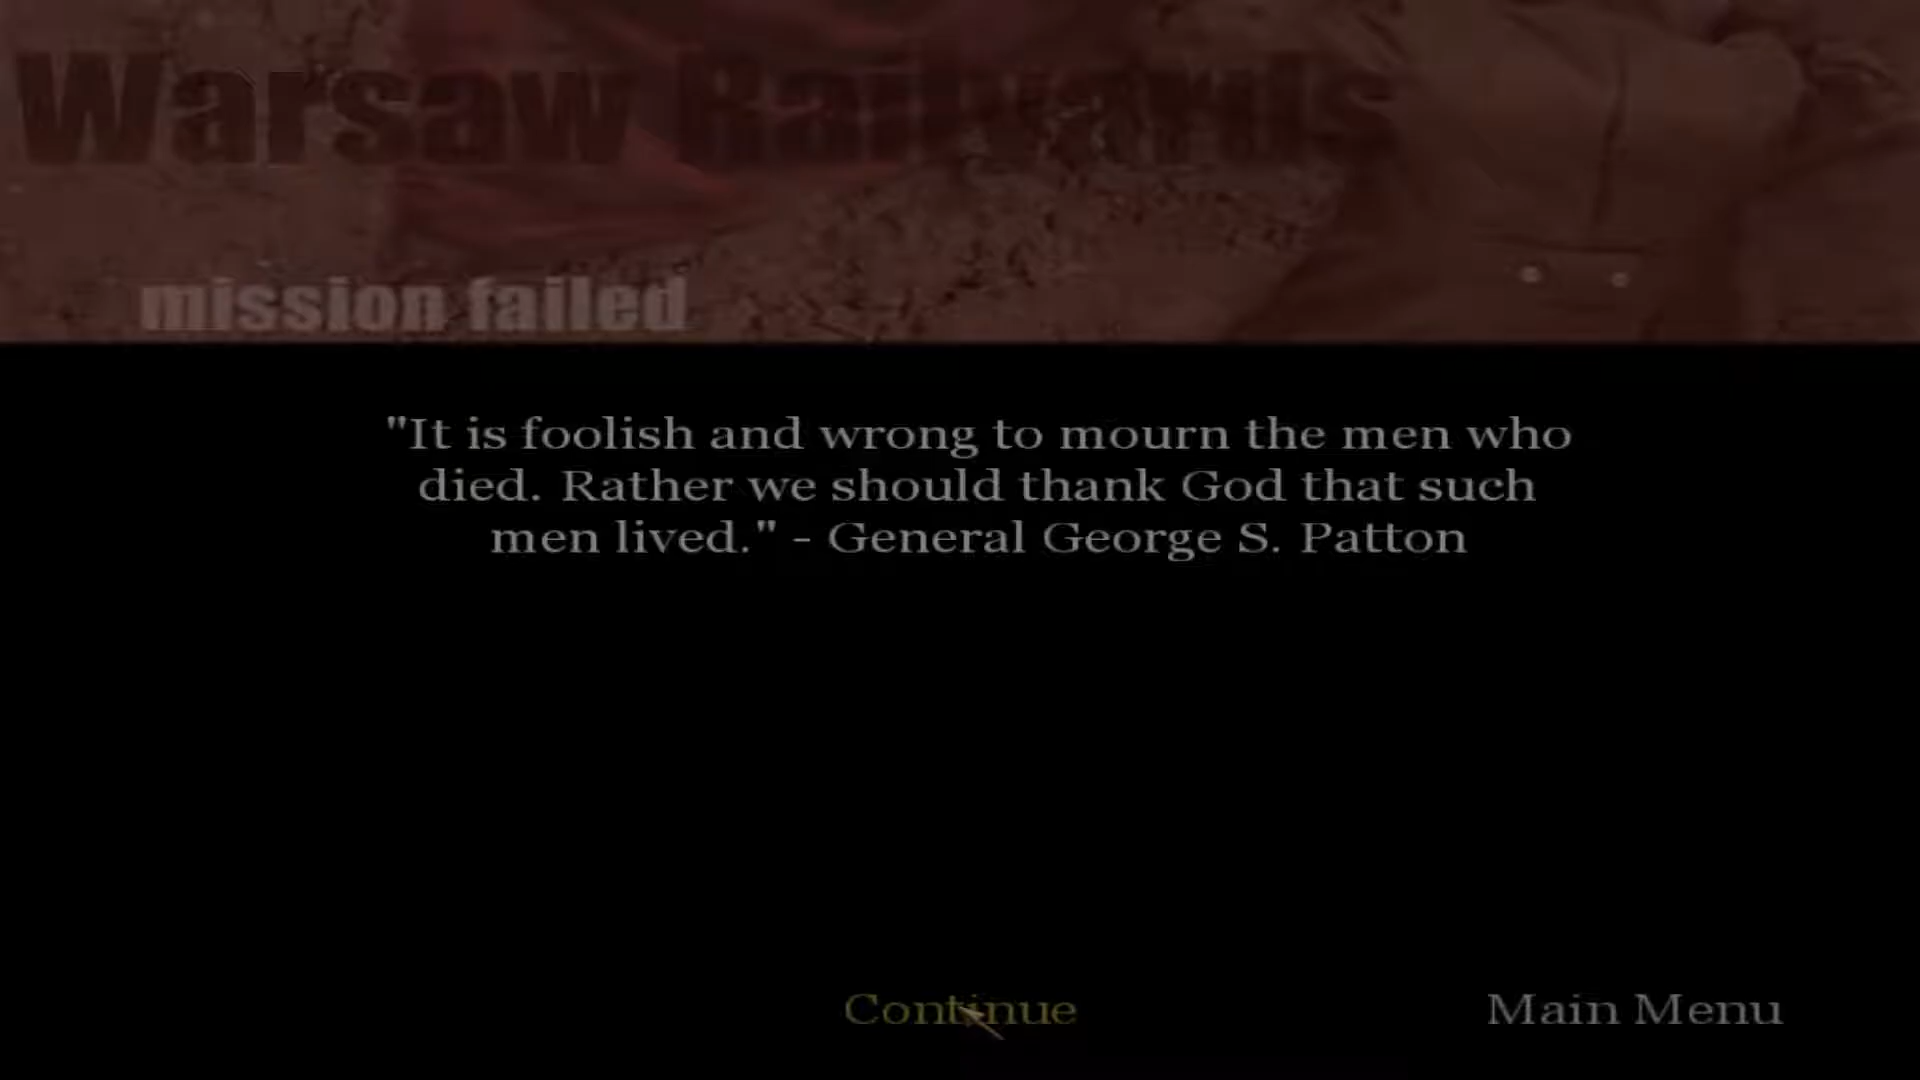 Warsaw Railyards
mission failed
"It is foolish and wrong to mourn the men who
died. Rather we should thank God that such
men lived." - General George S. Patton
Continue
Main Menu